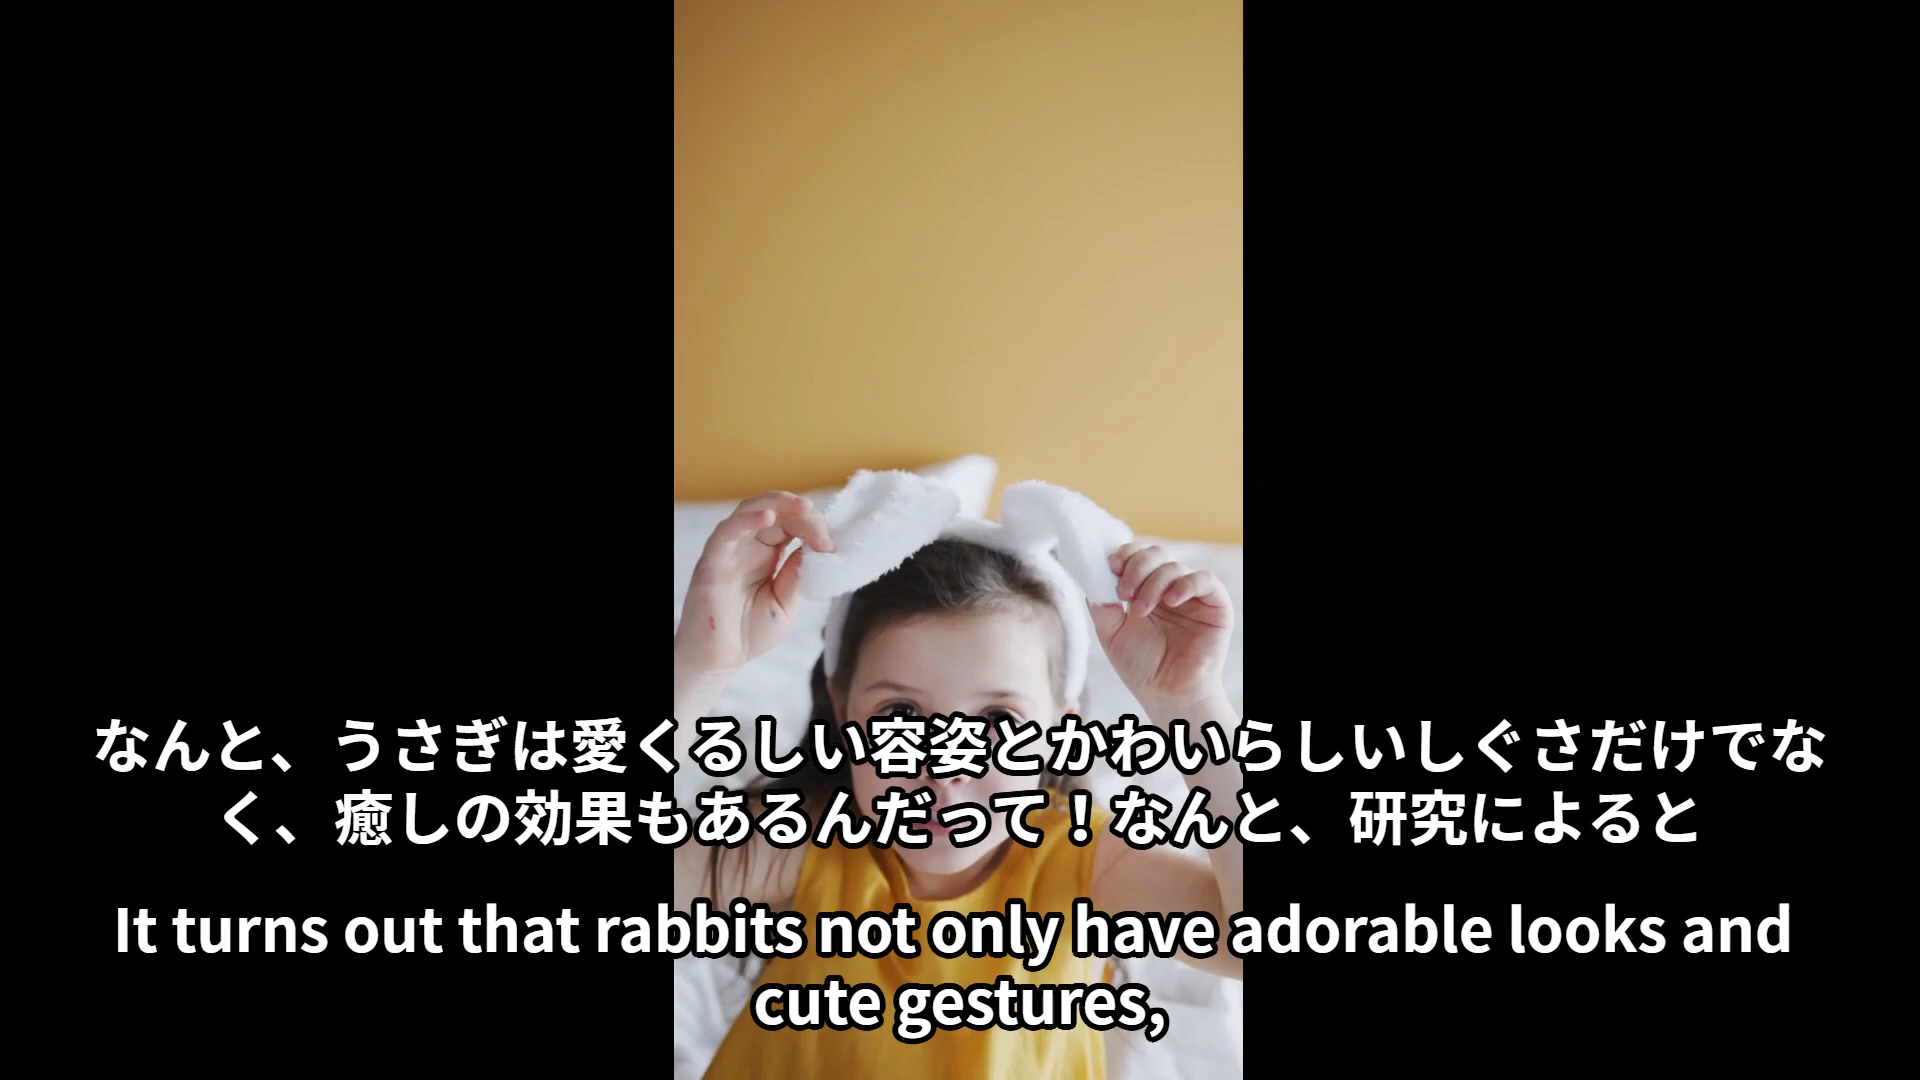 なんと、うさぎは愛くるしい容姿とかわいらしいしぐさだけでな
く、癒しの効果もあるんだって！なんと、研究によると
It turns out that rabbits not only have adorable looks and
cute gestures,